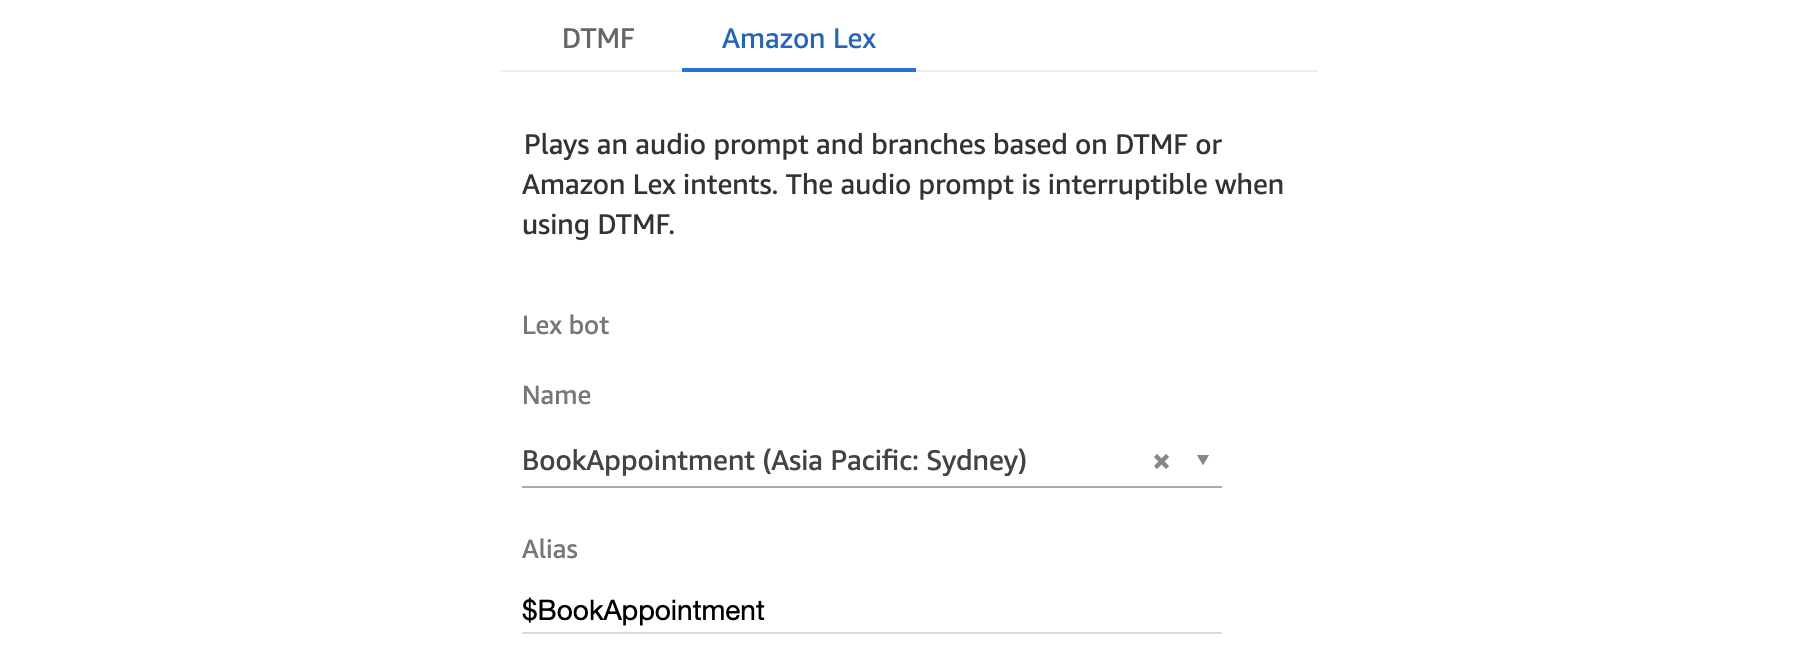 DTMF Amazon Lex
Plays an audio prompt and branches based on DTMF or
Amazon Lex intents. The audio prompt is interruptible when
using DTMF.
Lex bot
Name
BookAppointment (Asia Pacific: Sydney)
Alias
$BookAppointment